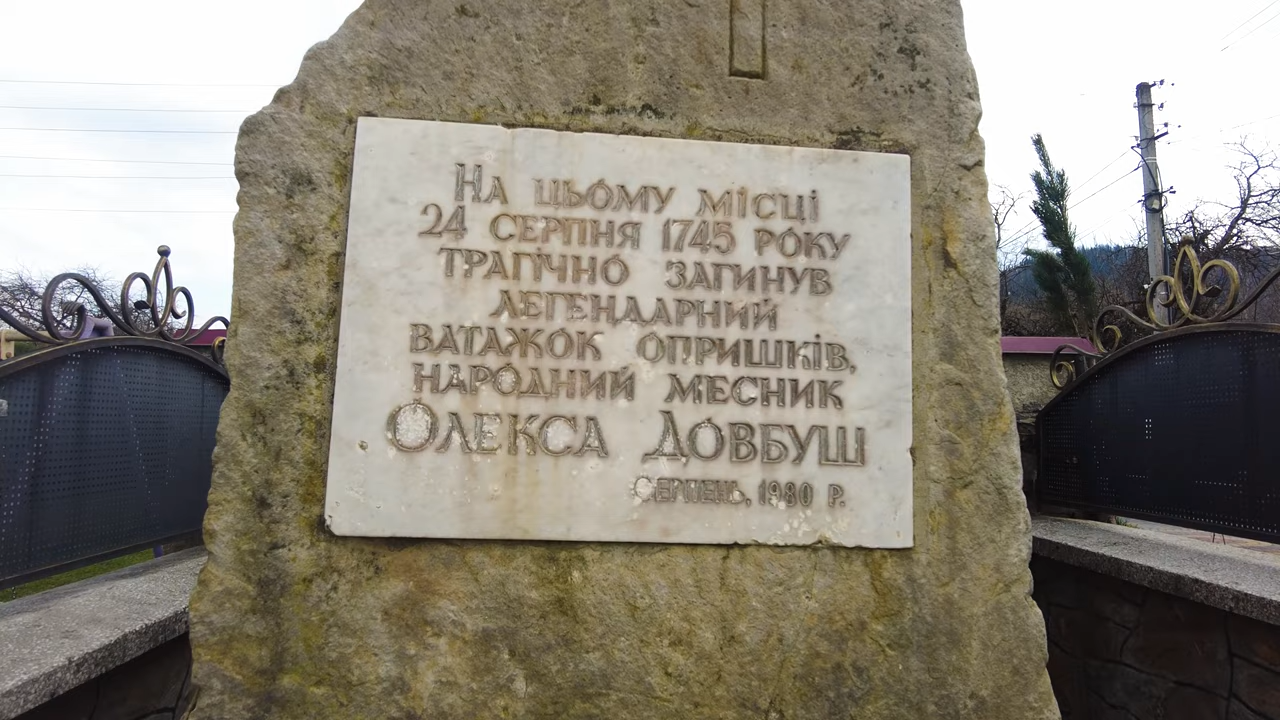 На цьому місці
24 серпня 1745 року
трагічно загинув
легендарний
ватажок опришків,
народний месник
Олекса Довбуш
серпень, 1980 р.